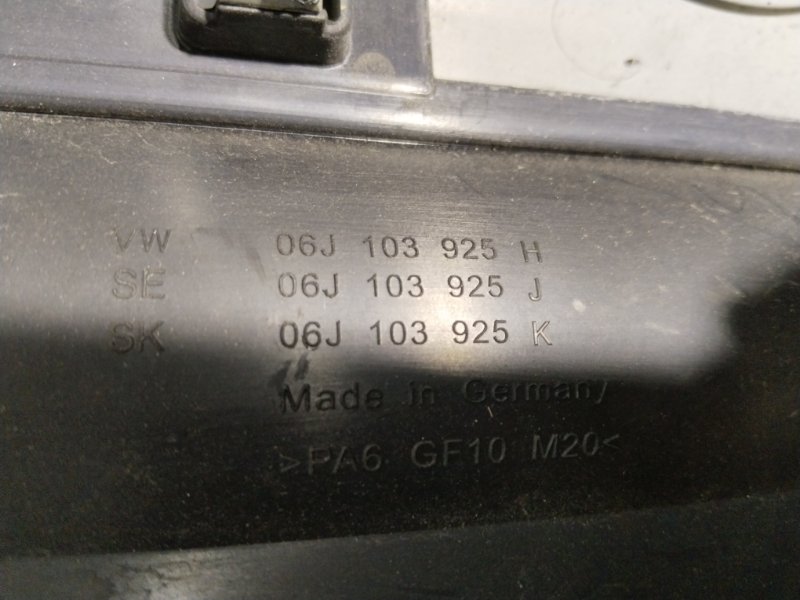 VW 06J 103 925 H
SE 06J 103 925 J
SK 06J 103 925 K
Made in Germany
>PA6 GF10 M20<